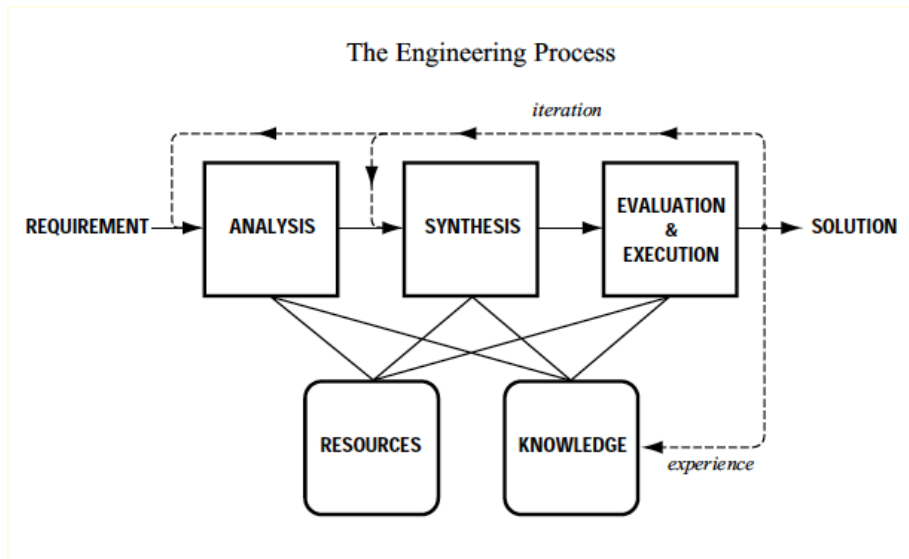 The Engineering Process
iteration
REQUIREMENT
ANALYSIS
SYNTHESIS
EVALUATION
&
EXECUTION
SOLUTION
RESOURCES
KNOWLEDGE
experience